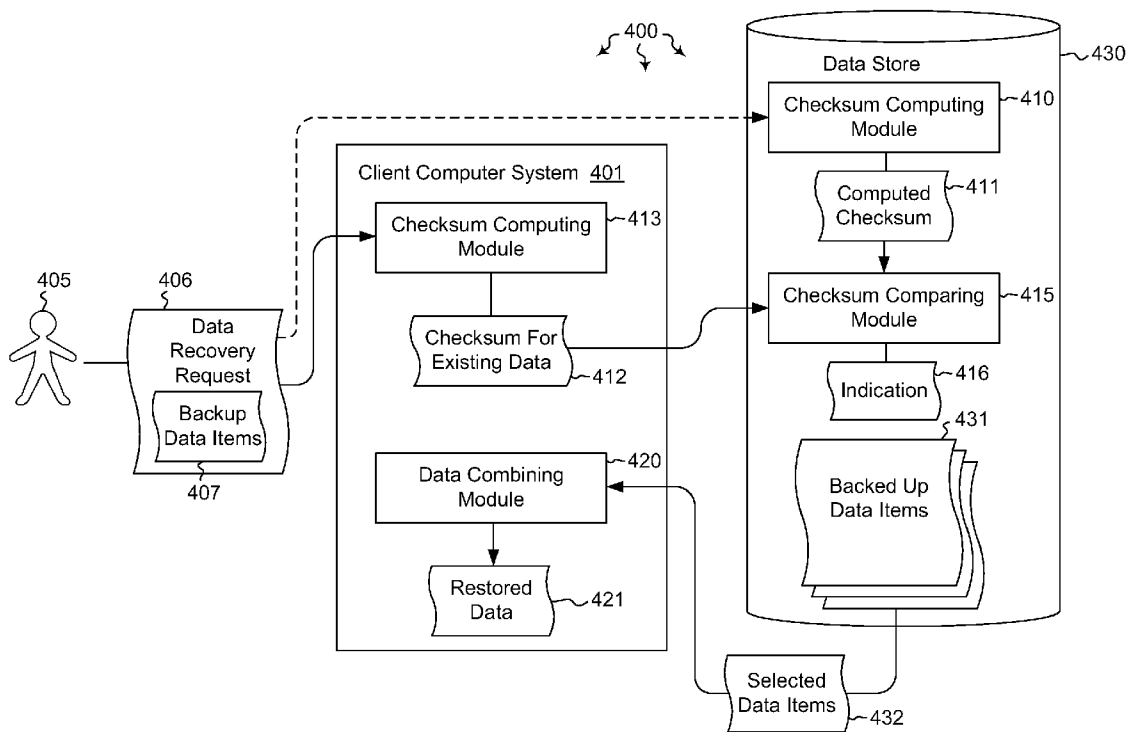 400
430
Data Store
Checksum Computing
Module
410
Computed
Checksum
411
Client Computer System 401
Checksum Computing
Module
413
Checksum Comparing
Module
415
405
406
Data
Recovery
Request
Backup
Data Items
407
Checksum For
Existing Data
412
Indication
416
431
Backed Up
Data Items
Data Combining
Module
420
Restored
Data
421
Selected
Data Items
432